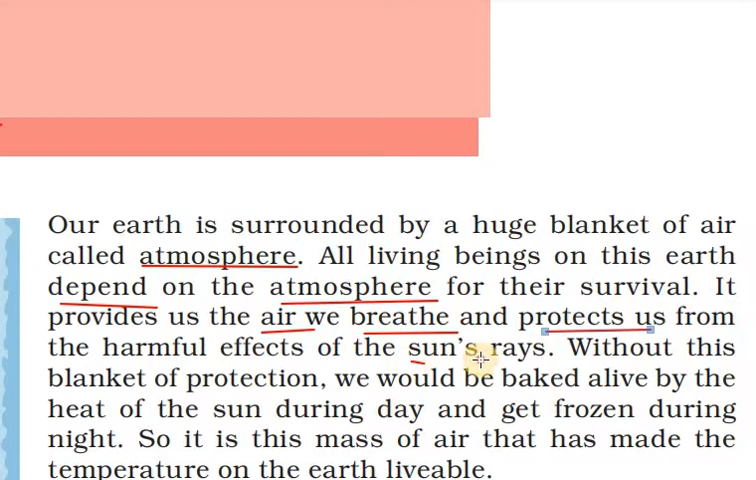 Our earth is surrounded by a huge blanket of air
called atmosphere. All living beings on this earth
depend on the atmosphere for their survival. It
provides us the air we breathe and protects us from
the harmful effects of the sun's rays. Without this
blanket of protection, we would be baked alive by the
heat of the sun during day and get frozen during
night. So it is this mass of air that has made the
temperature on the earth liveable.